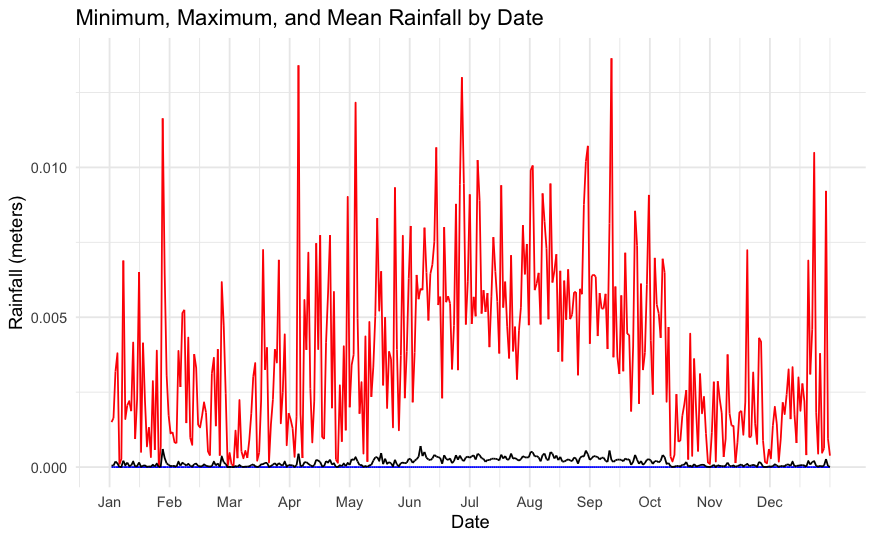 Minimum, Maximum, and Mean Rainfall by Date
Rainfall (meters)
0.010
0.005
0.000
Jan Feb Mar Apr May Jun Jul Aug Sep Oct Nov Dec
Date